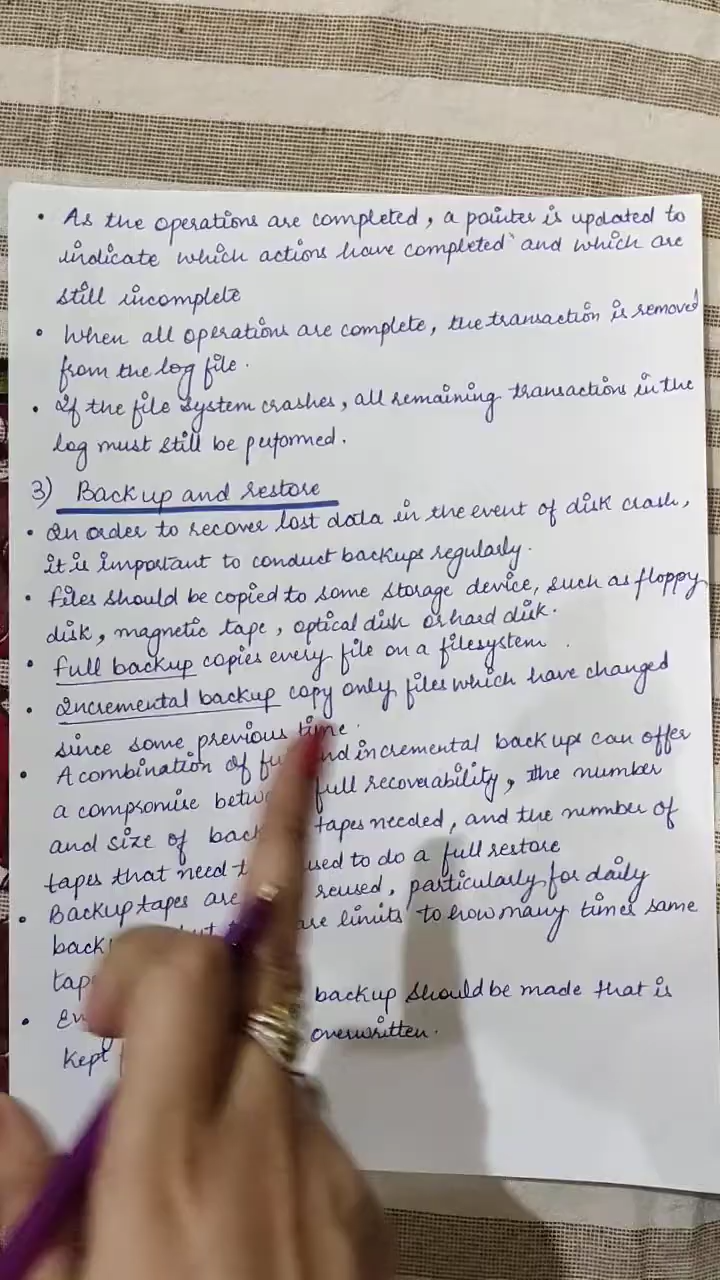 • As the operations are completed, a pointer is updated to
indicate which actions have completed and which are
still incomplete
• When all operations are complete, the transaction is removed
from the log file.
• If the file system crashes, all remaining transactions in the
log must still be performed.
3) Backup and restore
• In order to recover lost data in the event of disk crash,
it is important to conduct backups regularly.
• Files should be copied to some storage device, such as floppy
disk, magnetic tape, optical disk or hard disk.
• Full backup copies every file on a filesystem.
• Incremental backup copy only files which have changed
since some previous time.
• A combination of and incremental backups can offer
a compromise full recoverability, the number
and size of tapes needed, and the number of
tapes that need to do a full restore
• Backup tapes are reused, particularly for daily
are limits to how many times same
• backup should be made that is
Kept overwritten.